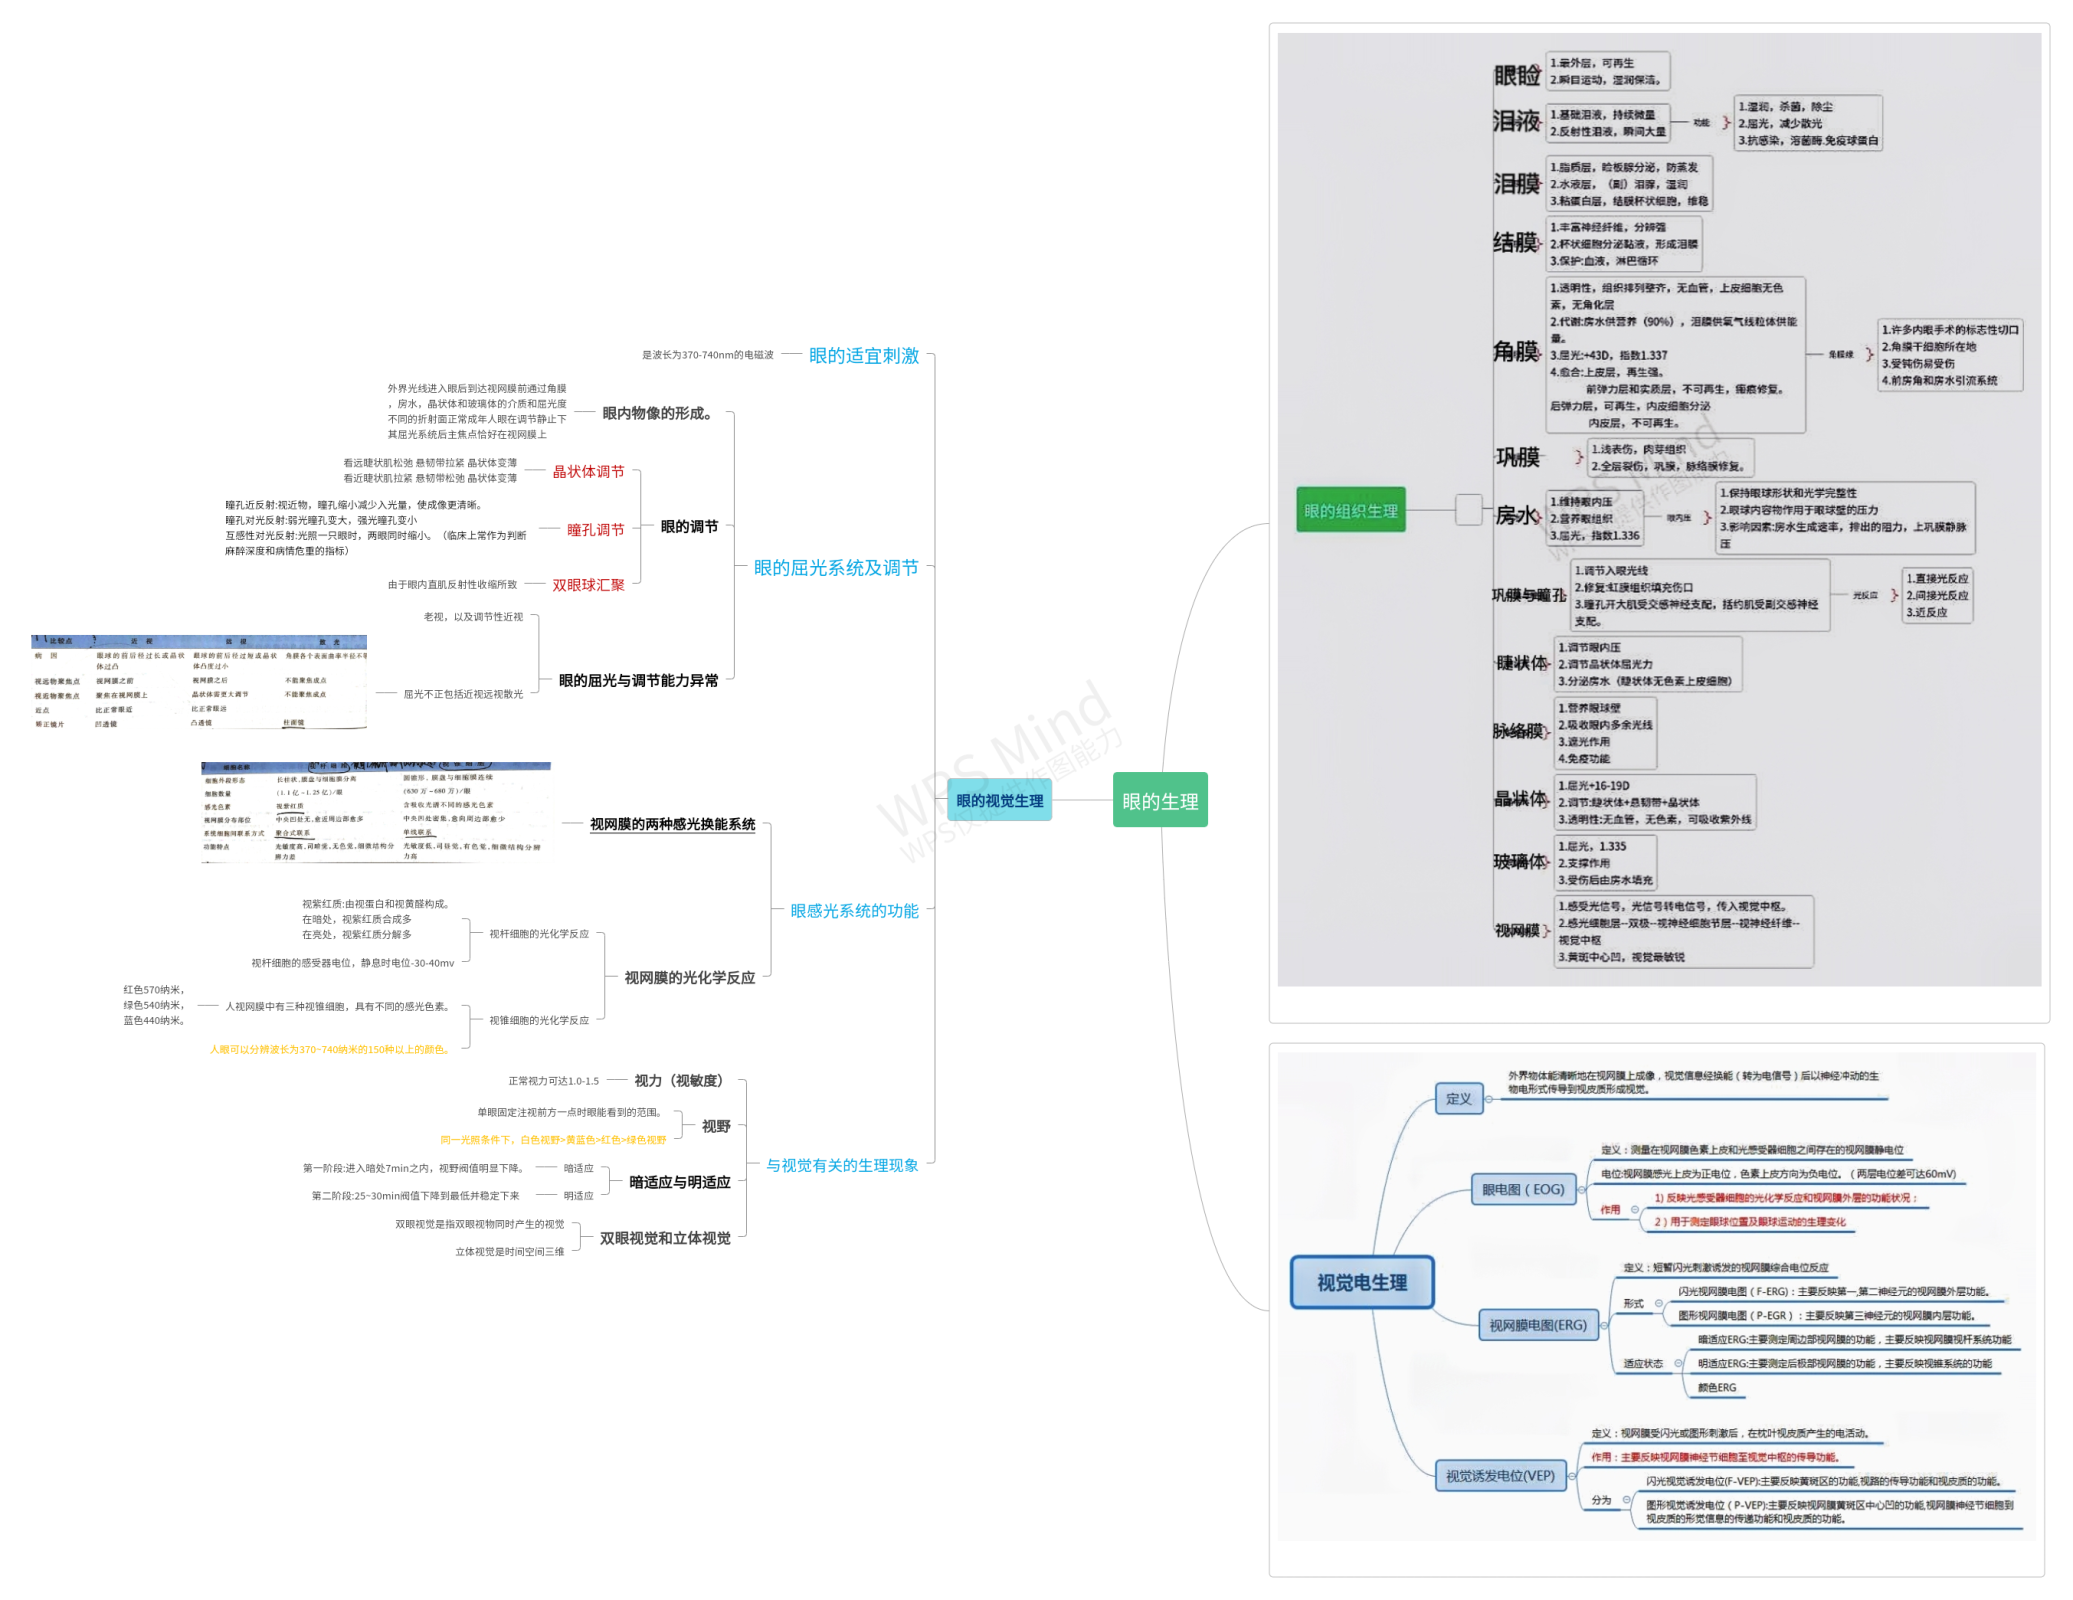 眼的生理
眼的视觉生理
眼的适宜刺激
是波长为370-740nm的电磁波
眼的屈光系统及调节
眼内物像的形成。
外界光线进入眼后到达视网膜前通过角膜
，房水，晶状体和玻璃体的介质和屈光度
不同的折射面正常成年人眼在调节静止下
其屈光系统后主焦点恰好在视网膜上
眼的调节
晶状体调节
看远睫状肌松弛 悬韧带拉紧 晶状体变薄
看近睫状肌拉紧 悬韧带松弛 晶状体变薄
瞳孔调节
瞳孔近反射:视近物，瞳孔缩小减少入光量，使成像更清晰。
瞳孔对光反射:弱光瞳孔变大，强光瞳孔变小
互感性对光反射:光照一只眼时，两眼同时缩小。（临床上常作为判断
麻醉深度和病情危重的指标）
双眼球汇聚
由于眼内直肌反射性收缩所致
眼的屈光与调节能力异常
老视，以及调节性近视
屈光不正包括近视远视散光
比较点 近 视 远 视 散 光
病 因 眼球的前后径过长或晶状 眼球的前后径过短或晶状 角膜各个表面曲率半径不等
体过凸 体凸度过小
视远物聚焦点 视网膜之前 视网膜之后 不能聚焦成点
视近物聚焦点 聚焦在视网膜上 晶状体需更大调节 不能聚焦成点
近点 比正常眼近 比正常眼远
矫正镜片 凹透镜 凸透镜 柱面镜
眼感光系统的功能
视网膜的两种感光换能系统
细胞名称
细胞外段形态 长杆状,膜盘与细胞膜分离 圆锥形，膜盘与细胞膜连续
细胞数量 (1.1 亿~1.25 亿)/眼 (630 万~680 万)/眼
感光色素 视紫红质 含吸收光谱不同的感光色素
视网膜分布部位 中央凹处无,愈近周边部愈多 中央凹处密集,愈向周边部愈少
系统细胞间联系方式 聚合式联系 单线联系
功能特点 光敏度高,司暗觉,无色觉,细微结构分 光敏度低,司昼觉,有色觉,细微结构分辨
辨力差 力高
视网膜的光化学反应
视杆细胞的光化学反应
视紫红质:由视蛋白和视黄醛构成。
在暗处，视紫红质合成多
在亮处，视紫红质分解多
视杆细胞的感受器电位，静息时电位-30-40mv
视锥细胞的光化学反应
人视网膜中有三种视锥细胞，具有不同的感光色素。
红色570纳米，
绿色540纳米，
蓝色440纳米。
人眼可以分辨波长为370~740纳米的150种以上的颜色。
与视觉有关的生理现象
视力（视敏度）
正常视力可达1.0-1.5
视野
单眼固定注视前方一点时眼能看到的范围。
同一光照条件下，白色视野>黄蓝色>红色>绿色视野
暗适应与明适应
暗适应
第一阶段:进入暗处7min之内，视野阀值明显下降。
明适应
第二阶段:25~30min阀值下降到最低并稳定下来
双眼视觉和立体视觉
双眼视觉是指双眼视物同时产生的视觉
立体视觉是时间空间三维
眼的组织生理
眼睑
1.最外层，可再生
2.瞬目运动，湿润保洁。
泪液
1.基础泪液，持续微量
2.反射性泪液，瞬间大量
功能
1.湿润，杀菌，除尘
2.屈光，减少散光
3.抗感染，溶菌酶.免疫球蛋白
泪膜
1.脂质层，睑板腺分泌，防蒸发
2.水液层，（副）泪腺，湿润
3.粘蛋白层，结膜杯状细胞，维稳
结膜
1.丰富神经纤维，分辨强
2.杯状细胞分泌黏液，形成泪膜
3.保护:血液，淋巴循环
角膜
1.透明性，组织排列整齐，无血管，上皮细胞无色
素，无角化层
2.代谢:房水供营养（90%），泪膜供氧气线粒体供能
量。
3.屈光:+43D，指数1.337
4.愈合:上皮层，再生强。
前弹力层和实质层，不可再生，瘢痕修复。
后弹力层，可再生，内皮细胞分泌
内皮层，不可再生。
角膜缘
1.许多内眼手术的标志性切口
2.角膜干细胞所在地
3.受钝伤易受伤
4.前房角和房水引流系统
巩膜
1.浅表伤，肉芽组织
2.全层裂伤，巩膜，脉络膜修复。
房水
1.维持眼内压
2.营养眼组织
3.屈光，指数1.336
眼内压
1.保持眼球形状和光学完整性
2.眼球内容物作用于眼球壁的压力
3.影响因素:房水生成速率，排出的阻力，上巩膜静脉
压
巩膜与瞳孔
1.调节入眼光线
2.修复:虹膜组织填充伤口
3.瞳孔开大肌受交感神经支配，括约肌受副交感神经
支配。
光反应
1.直接光反应
2.间接光反应
3.近反应
睫状体
1.调节眼内压
2.调节晶状体屈光力
3.分泌房水（睫状体无色素上皮细胞）
脉络膜
1.营养眼球壁
2.吸收眼内多余光线
3.遮光作用
4.免疫功能
晶状体
1.屈光+16-19D
2.调节:睫状体+悬韧带+晶状体
3.透明性:无血管，无色素，可吸收紫外线
玻璃体
1.屈光，1.335
2.支撑作用
3.受伤后由房水填充
视网膜
1.感受光信号，光信号转电信号，传入视觉中枢。
2.感光细胞层--双极--视神经细胞节层--视神经纤维--
视觉中枢
3.黄斑中心凹，视觉最敏锐
视觉电生理
定义
外界物体能清晰地在视网膜上成像，视觉信息经换能（转为电信号）后以神经冲动的生
物电形式传导到视皮质形成视觉。
眼电图（EOG)
定义：测量在视网膜色素上皮和光感受器细胞之间存在的视网膜静电位
电位:视网膜感光上皮为正电位，色素上皮方向为负电位。（两层电位差可达60mV)
作用
1) 反映光感受器细胞的光化学反应和视网膜外层的功能状况；
2）用于测定眼球位置及眼球运动的生理变化
视网膜电图(ERG)
定义：短暂闪光刺激诱发的视网膜综合电位反应
形式
闪光视网膜电图（F-ERG)：主要反映第一,第二神经元的视网膜外层功能。
图形视网膜电图（P-EGR）：主要反映第三神经元的视网膜内层功能。
适应状态
暗适应ERG:主要测定周边部视网膜的功能，主要反映视网膜视杆系统功能
明适应ERG:主要测定后极部视网膜的功能，主要反映视锥系统的功能
颜色ERG
视觉诱发电位(VEP)
定义：视网膜受闪光或图形刺激后，在枕叶视皮质产生的电活动。
作用：主要反映视网膜神经节细胞至视觉中枢的传导功能。
分为
闪光视觉诱发电位(F-VEP):主要反映黄斑区的功能,视路的传导功能和视皮质的功能。
图形视觉诱发电位（P-VEP):主要反映视网膜黄斑区中心凹的功能,视网膜神经节细胞到
视皮质的形觉信息的传递功能和视皮质的功能。
WPS Mind
WPS仅提供作图能力
WPS Mind
WPS仅提供作图能力